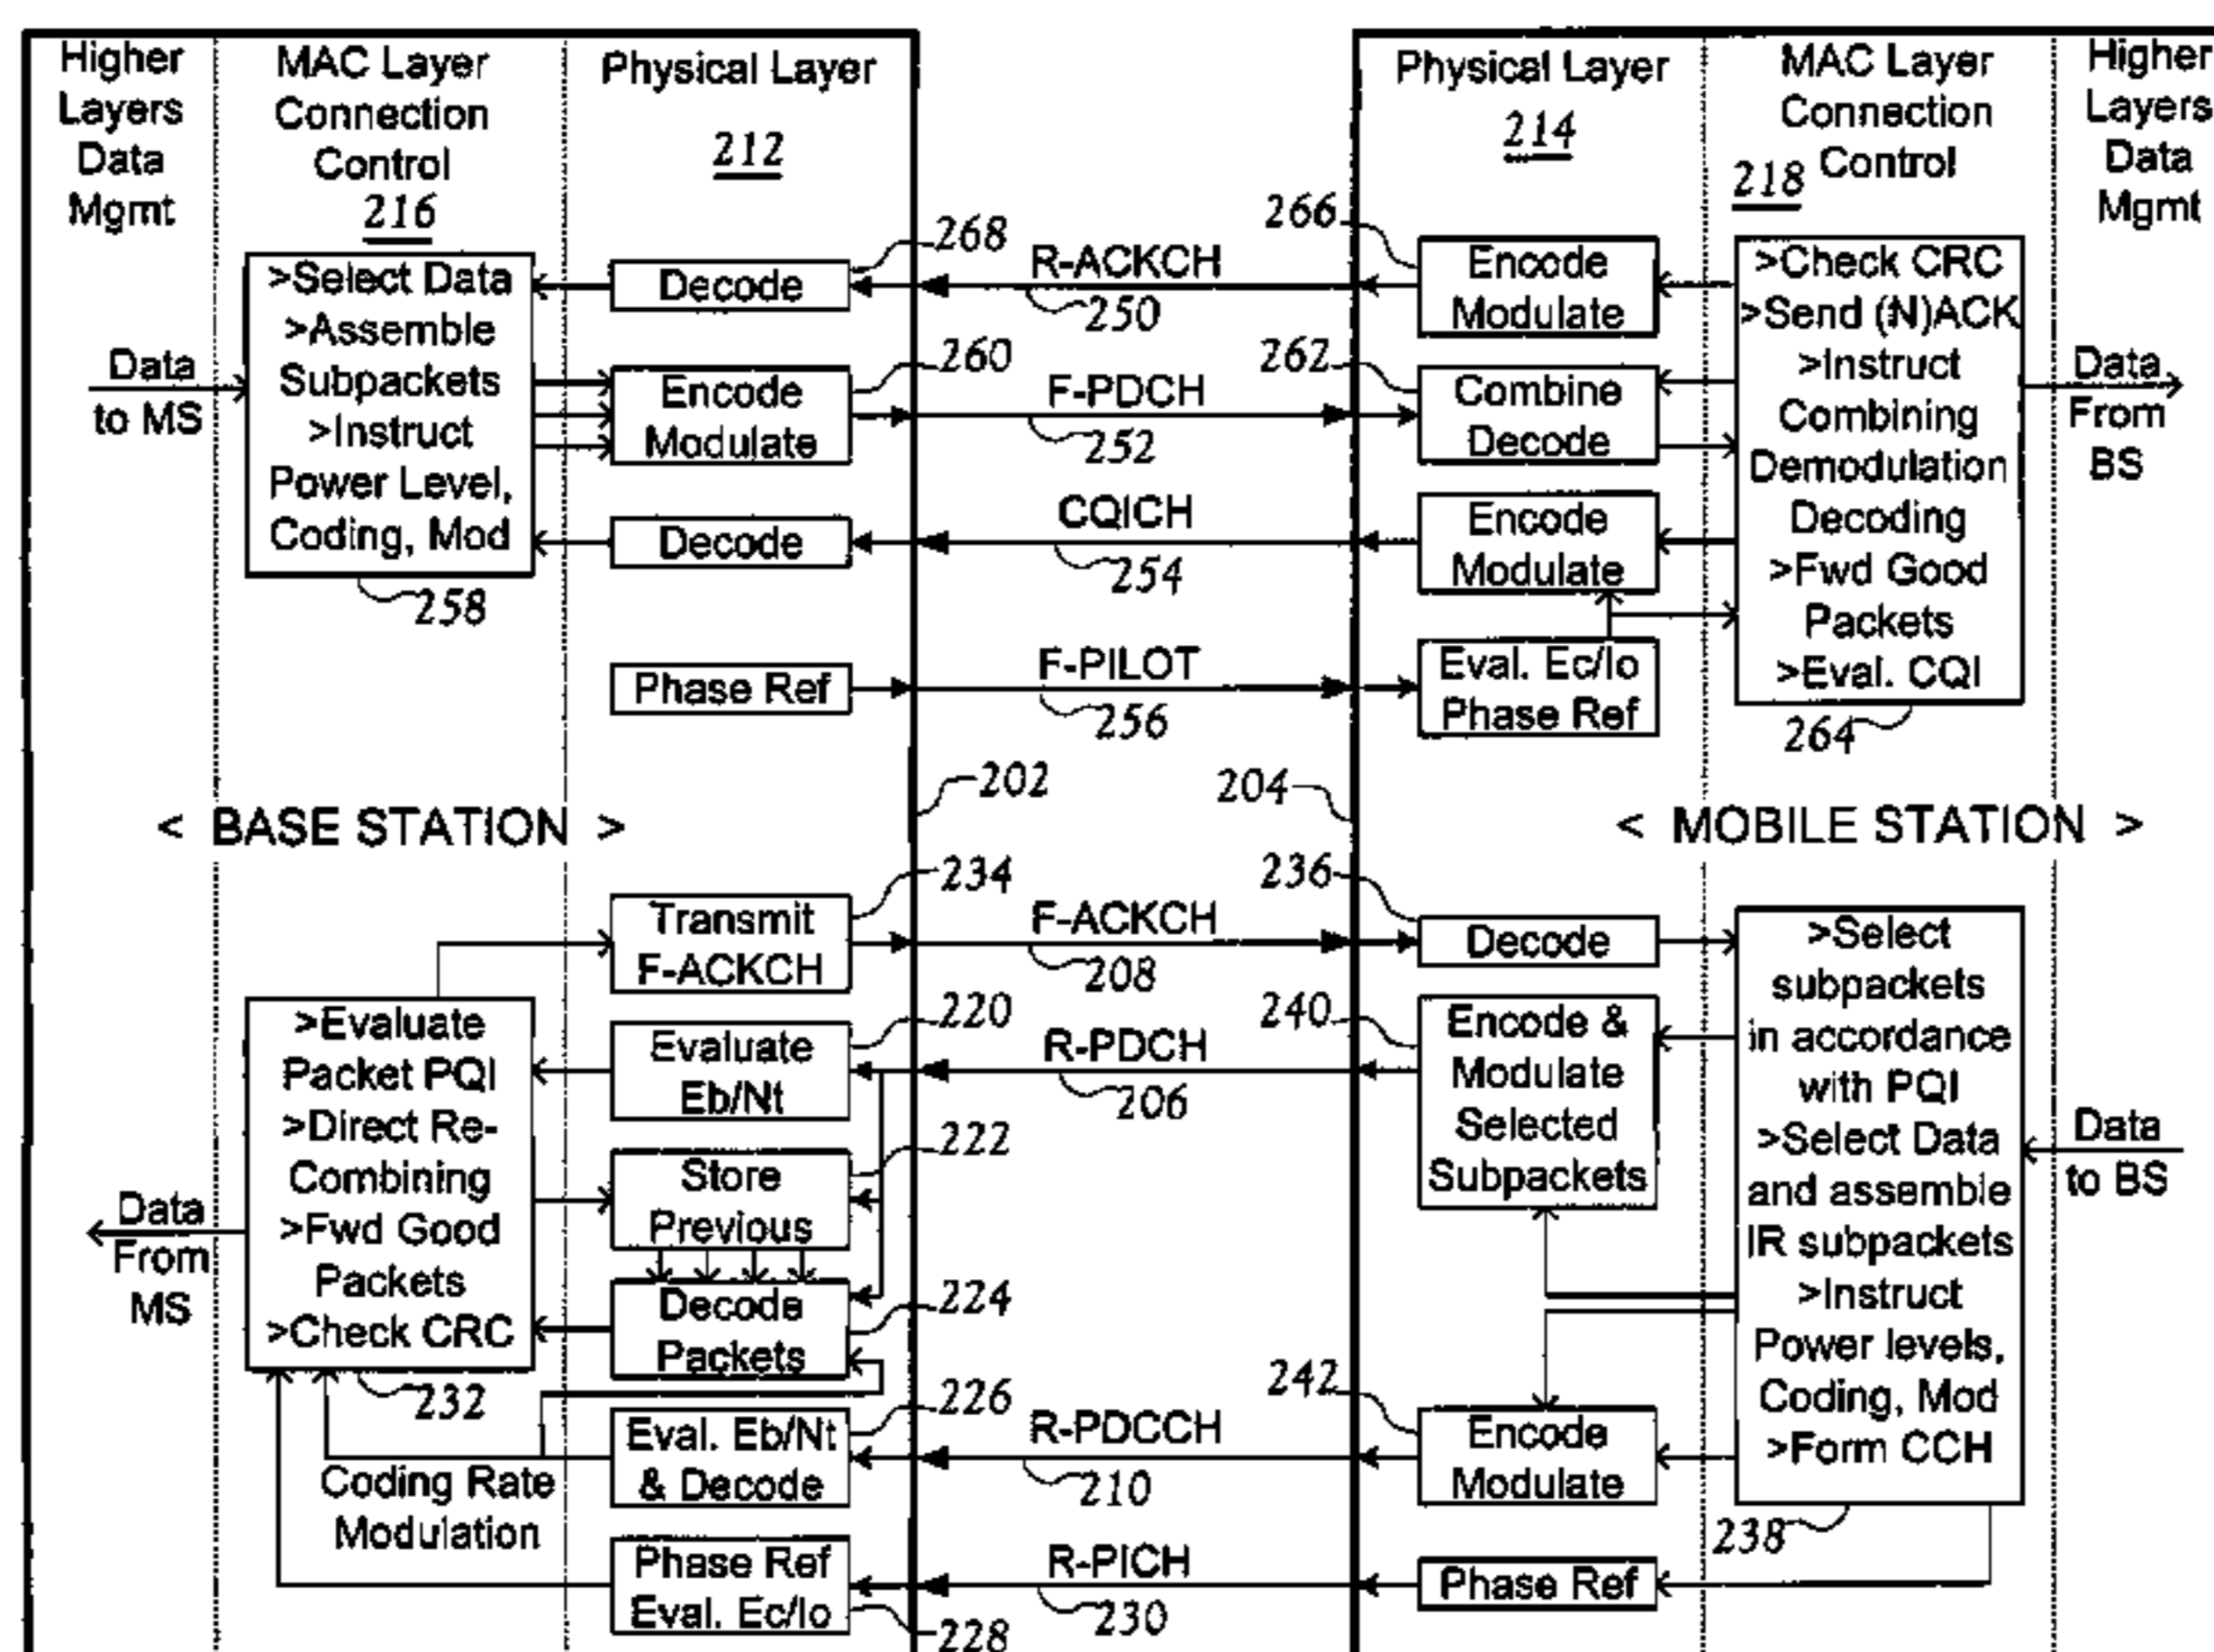 Higher
Layers
Data
Mgmt
MAC Layer
Connection
Control
216
Physical Layer
212
Physical Layer
214
MAC Layer
Connection
Control
218
Higher
Layers
Data
Mgmt
Data
to MS
>Select Data
>Assemble
Subpackets
>Instruct
Power Level,
Coding, Mod
258
Decode
268
R-ACKCH
250
266
Encode
Modulate
Encode
Modulate
260
F-PDCH
252
262
Combine
Decode
Decode
CQICH
254
Encode
Modulate
Phase Ref
F-PILOT
256
Eval. Ec/Io
Phase Ref
>Check CRC
>Send (N)ACK
>Instruct
Combining
Demodulation
Decoding
>Fwd Good
Packets
>Eval. CQI
264
Data
From
BS
202
204
< BASE STATION >
< MOBILE STATION >
Transmit
F-ACKCH
234
F-ACKCH
208
236
Decode
>Evaluate
Packet PQI
>Direct Re-
Combining
>Fwd Good
Packets
>Check CRC
232
Data
From
MS
Evaluate
Eb/Nt
220
R-PDCH
206
240
Encode &
Modulate
Selected
Subpackets
Store
Previous
222
Decode
Packets
224
Eval. Eb/Nt
& Decode
226
Coding Rate
Modulation
R-PDCCH
210
242
Encode
Modulate
Phase Ref
Eval. Ec/Io
228
R-PICH
230
Phase Ref
>Select
subpackets
in accordance
with PQI
>Select Data
and assemble
IR subpackets
>Instruct
Power levels,
Coding, Mod
>Form CCH
238
Data
to BS